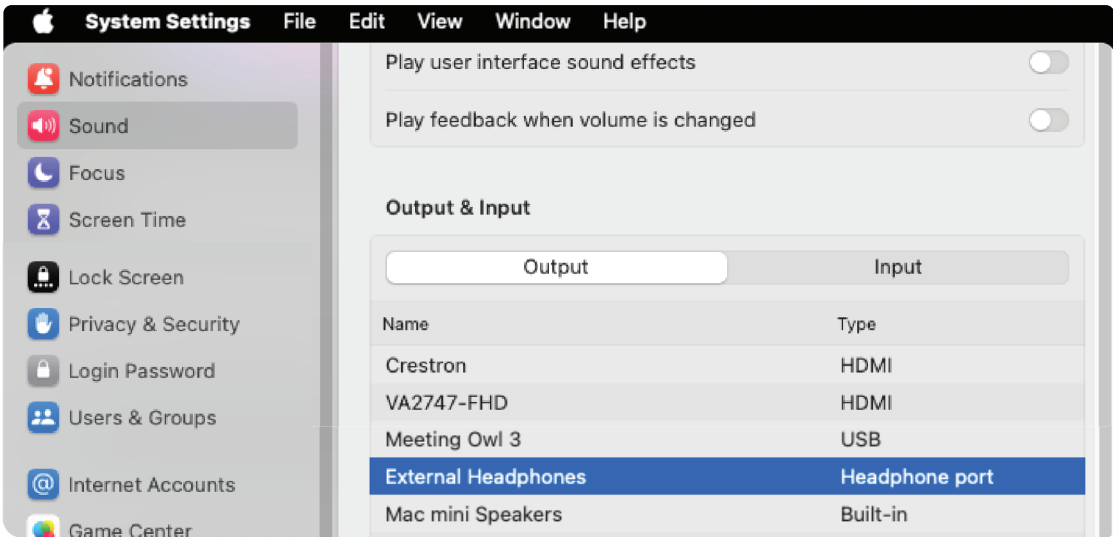 System Settings File Edit View Window Help
Notifications
Sound
Focus
Screen Time
Lock Screen
Privacy & Security
Login Password
Users & Groups
Internet Accounts
Game Center
Play user interface sound effects
Play feedback when volume is changed
Output & Input
Output Input
Name Type
Crestron HDMI
VA2747-FHD HDMI
Meeting Owl 3 USB
External Headphones Headphone port
Mac mini Speakers Built-in